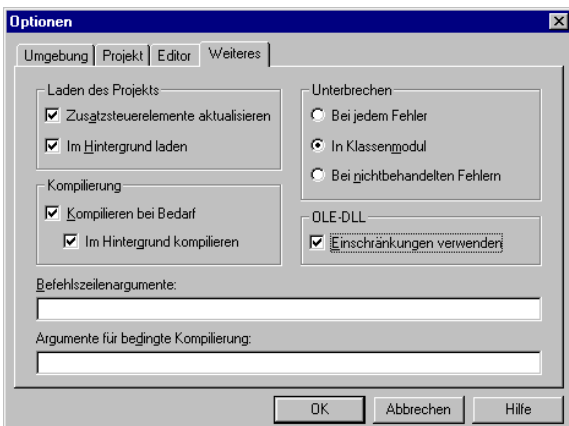 Optionen
Umgebung Projekt Editor Weiteres
Laden des Projekts
Zusatzsteuerelemente aktualisieren
Im Hintergrund laden
Kompilierung
Kompilieren bei Bedarf
Im Hintergrund kompilieren
Unterbrechen
Bei jedem Fehler
In Klassenmodul
Bei nichtbehandelten Fehlern
OLE-DLL
Einschränkungen verwenden
Befehlszeilenargumente:
Argumente für bedingte Kompilierung:
OK Abbrechen Hilfe